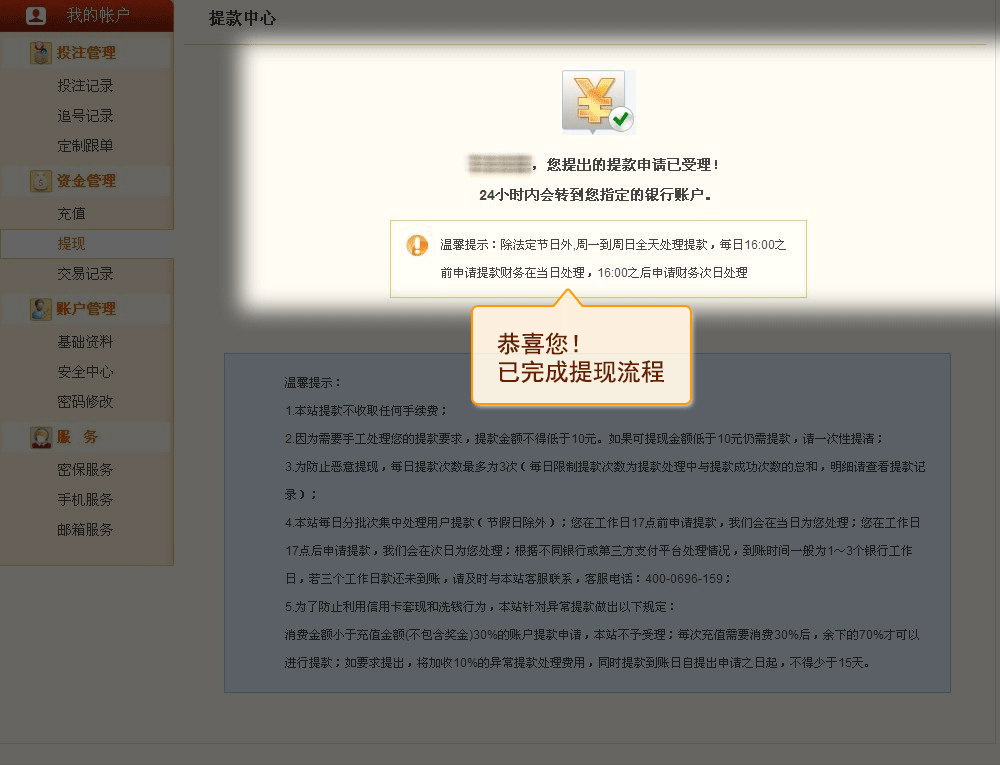 我的帐户
投注管理
投注记录
追号记录
定制跟单
资金管理
充值
提现
交易记录
账户管理
基础资料
安全中心
密码修改
服 务
密保服务
手机服务
邮箱服务
提款中心
，您提出的提款申请已受理！
24小时内会转到您指定的银行账户。
温馨提示：除法定节日外,周一到周日全天处理提款，每日16:00之
前申请提款财务在当日处理，16:00之后申请财务次日处理
恭喜您！
已完成提现流程
温馨提示：
1.本站提款不收取任何手续费；
2.因为需要手工处理您的提款要求，提款金额不得低于10元。如果可提现金额低于10元仍需提款，请一次性提清；
3.为防止恶意提现，每日提款次数最多为3次（每日限制提款次数为提款处理中与提款成功次数的总和，明细请查看提款记
录）；
4.本站每日分批次集中处理用户提款（节假日除外）；您在工作日17点前申请提款，我们会在当日为您处理；您在工作日
17点后申请提款，我们会在次日为您处理；根据不同银行或第三方支付平台处理情况，到账时间一般为1～3个银行工作
日，若三个工作日款还未到账，请及时与本站客服联系，客服电话：400-0696-159；
5.为了防止利用信用卡套现和洗钱行为，本站针对异常提款做出以下规定：
消费金额小于充值金额(不包含奖金)30%的账户提款申请，本站不予受理；每次充值需要消费30%后，余下的70%才可以
进行提款；如要求提出，将加收10%的异常提款处理费用，同时提款到账日自提出申请之日起，不得少于15天。